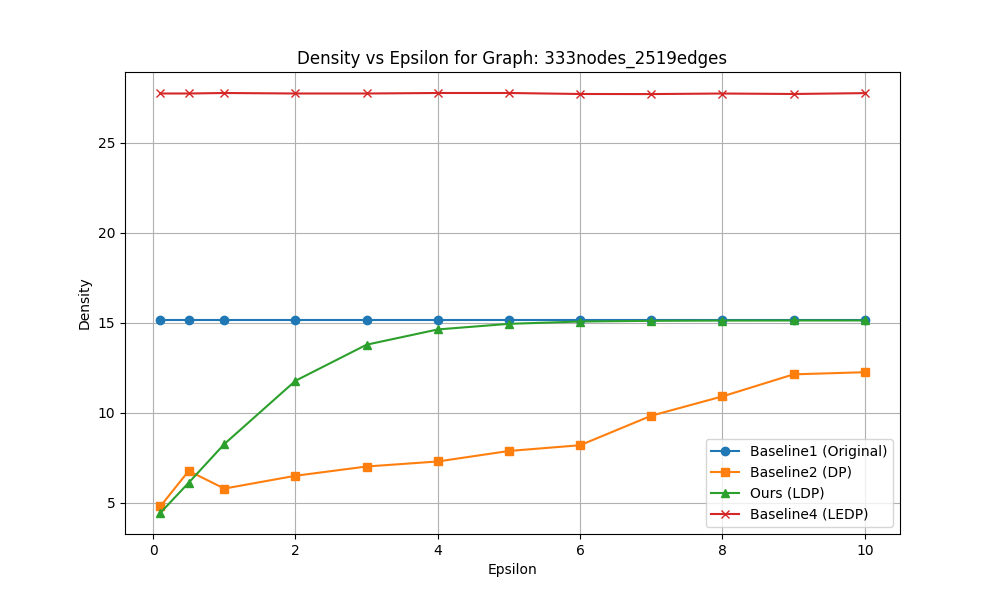 Density vs Epsilon for Graph: 333nodes_2519edges
Density
25
20
15
10
5
0
2
4
6
8
10
Epsilon
Baseline1 (Original)
Baseline2 (DP)
Ours (LDP)
Baseline4 (LEDP)